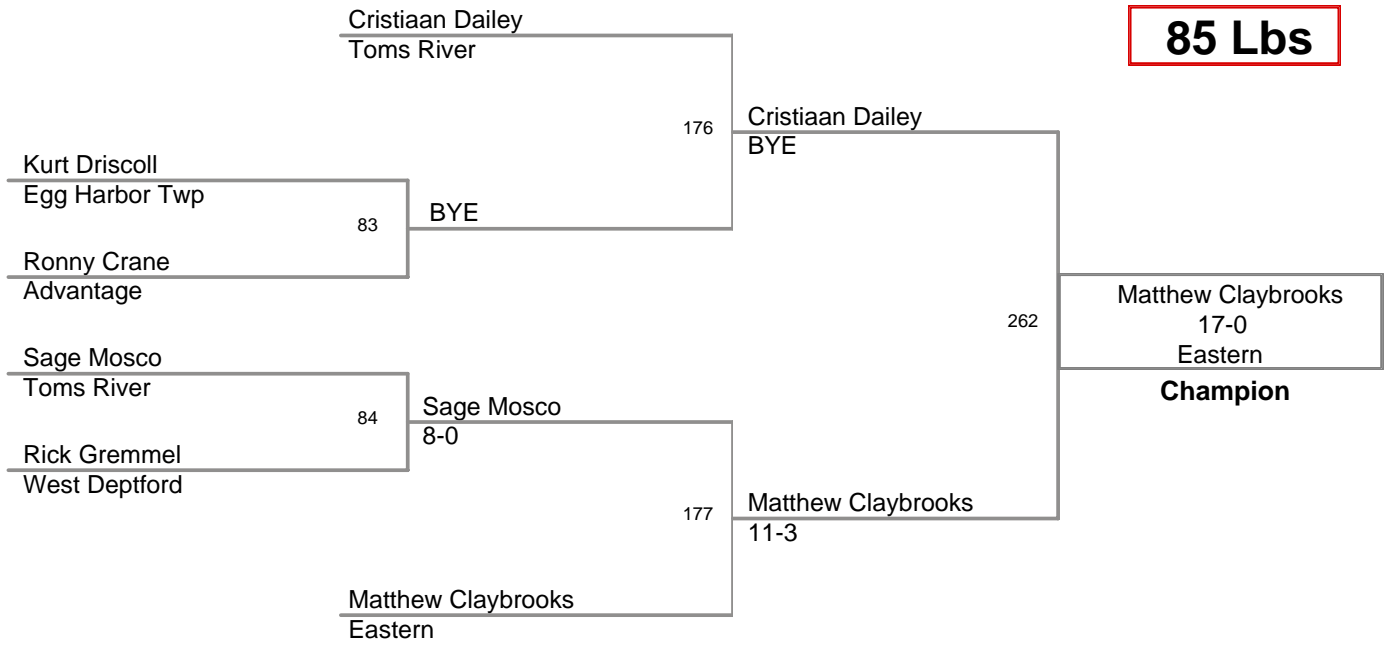 Cristiaan Dailey
Toms River
85 Lbs
176
Cristiaan Dailey
BYE
Kurt Driscoll
Egg Harbor Twp
83
BYE
Ronny Crane
Advantage
262
Matthew Claybrooks
17-0
Eastern
Champion
Sage Mosco
Toms River
84
Sage Mosco
8-0
Rick Gremmel
West Deptford
177
Matthew Claybrooks
11-3
Matthew Claybrooks
Eastern